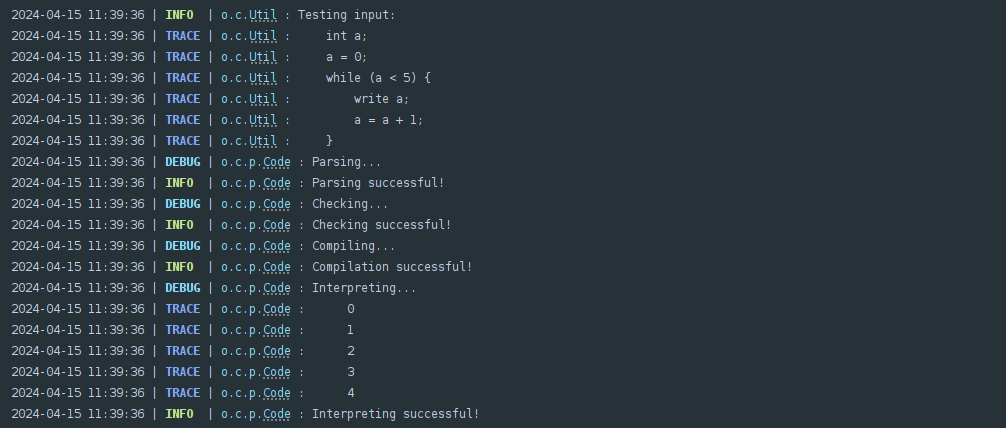 2024-04-15 11:39:36 | INFO  | o.c.Util : Testing input:
2024-04-15 11:39:36 | TRACE | o.c.Util :     int a;
2024-04-15 11:39:36 | TRACE | o.c.Util :     a = 0;
2024-04-15 11:39:36 | TRACE | o.c.Util :     while (a < 5) {
2024-04-15 11:39:36 | TRACE | o.c.Util :         write a;
2024-04-15 11:39:36 | TRACE | o.c.Util :         a = a + 1;
2024-04-15 11:39:36 | TRACE | o.c.Util :     }
2024-04-15 11:39:36 | DEBUG | o.c.p.Code : Parsing...
2024-04-15 11:39:36 | INFO  | o.c.p.Code : Parsing successful!
2024-04-15 11:39:36 | DEBUG | o.c.p.Code : Checking...
2024-04-15 11:39:36 | INFO  | o.c.p.Code : Checking successful!
2024-04-15 11:39:36 | DEBUG | o.c.p.Code : Compiling...
2024-04-15 11:39:36 | INFO  | o.c.p.Code : Compilation successful!
2024-04-15 11:39:36 | DEBUG | o.c.p.Code : Interpreting...
2024-04-15 11:39:36 | TRACE | o.c.p.Code :      0
2024-04-15 11:39:36 | TRACE | o.c.p.Code :      1
2024-04-15 11:39:36 | TRACE | o.c.p.Code :      2
2024-04-15 11:39:36 | TRACE | o.c.p.Code :      3
2024-04-15 11:39:36 | TRACE | o.c.p.Code :      4
2024-04-15 11:39:36 | INFO  | o.c.p.Code : Interpreting successful!